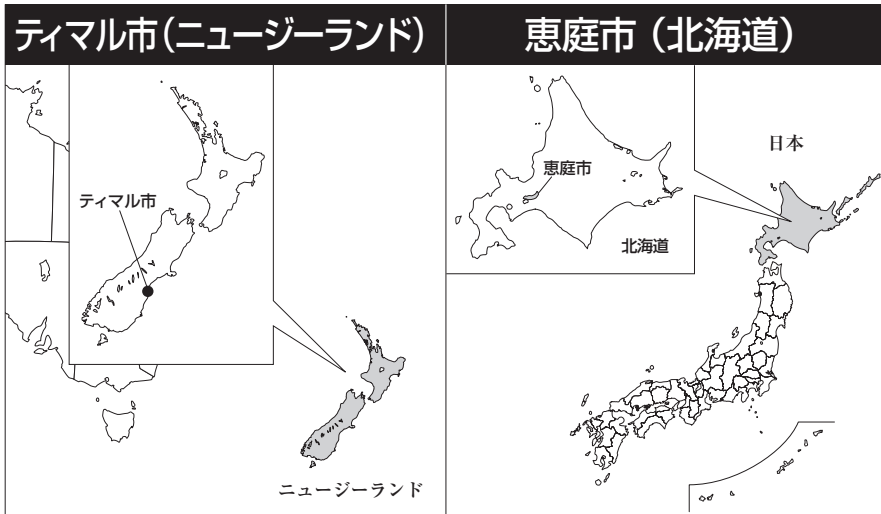 ティマル市(ニュージーランド)
ティマル市
ニュージーランド
恵庭市(北海道)
恵庭市
北海道
日本